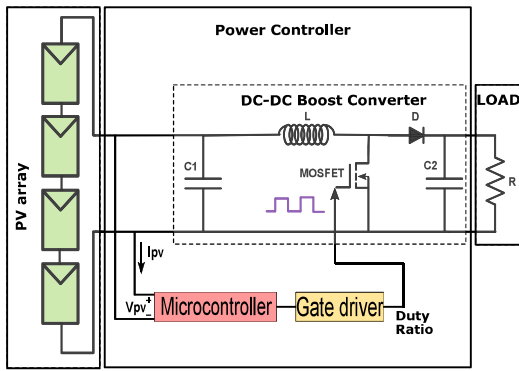 Power Controller
PV array
DC-DC Boost Converter
LOAD
L
D
C1
MOSFET
C2
R
Ipv
Vpv
+
-
Microcontroller
Gate driver
Duty
Ratio